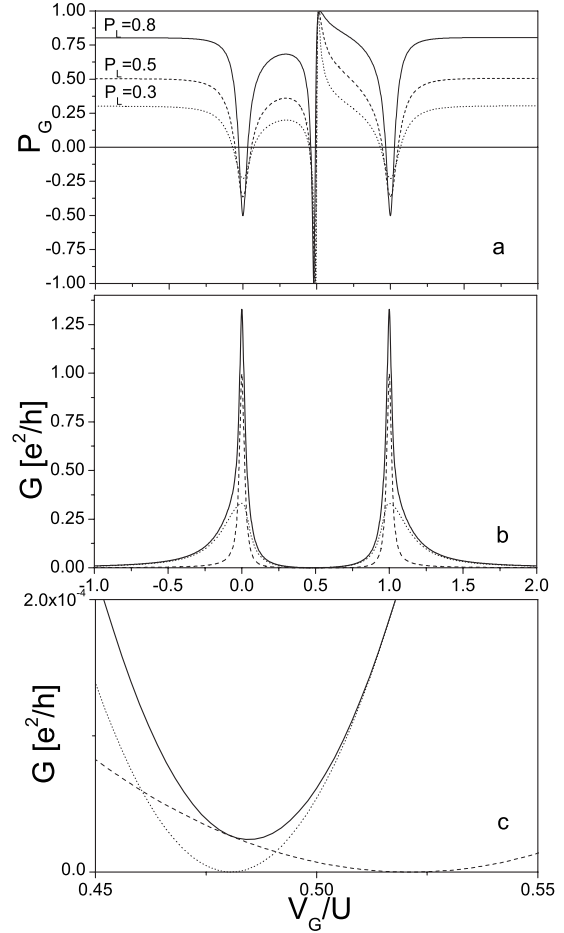 1.00
0.75
0.50
0.25
0.00
-0.25
-0.50
-0.75
-1.00
P_G
P_L=0.8
P_L=0.5
P_L=0.3
a
1.25
1.00
0.75
0.50
0.25
0.00
G [e²/h]
b
-1.0 -0.5 0.0 0.5 1.0 1.5 2.0
2.0x10⁻⁴
0.0
G [e²/h]
c
0.45 0.50 0.55
V_G/U